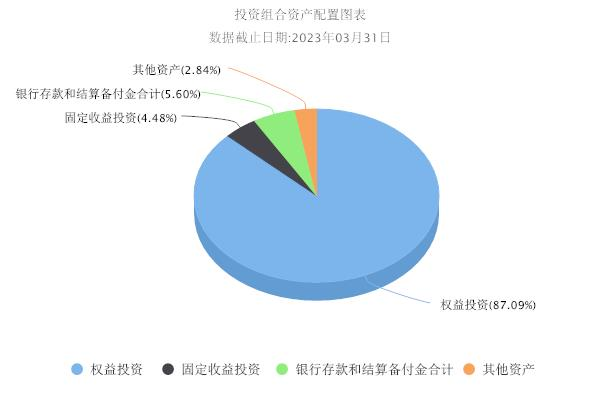 投资组合资产配置图表
数据截止日期:2023年03月31日
其他资产(2.84%)
银行存款和结算备付金合计(5.60%)
固定收益投资(4.48%)
权益投资(87.09%)
权益投资 固定收益投资 银行存款和结算备付金合计 其他资产